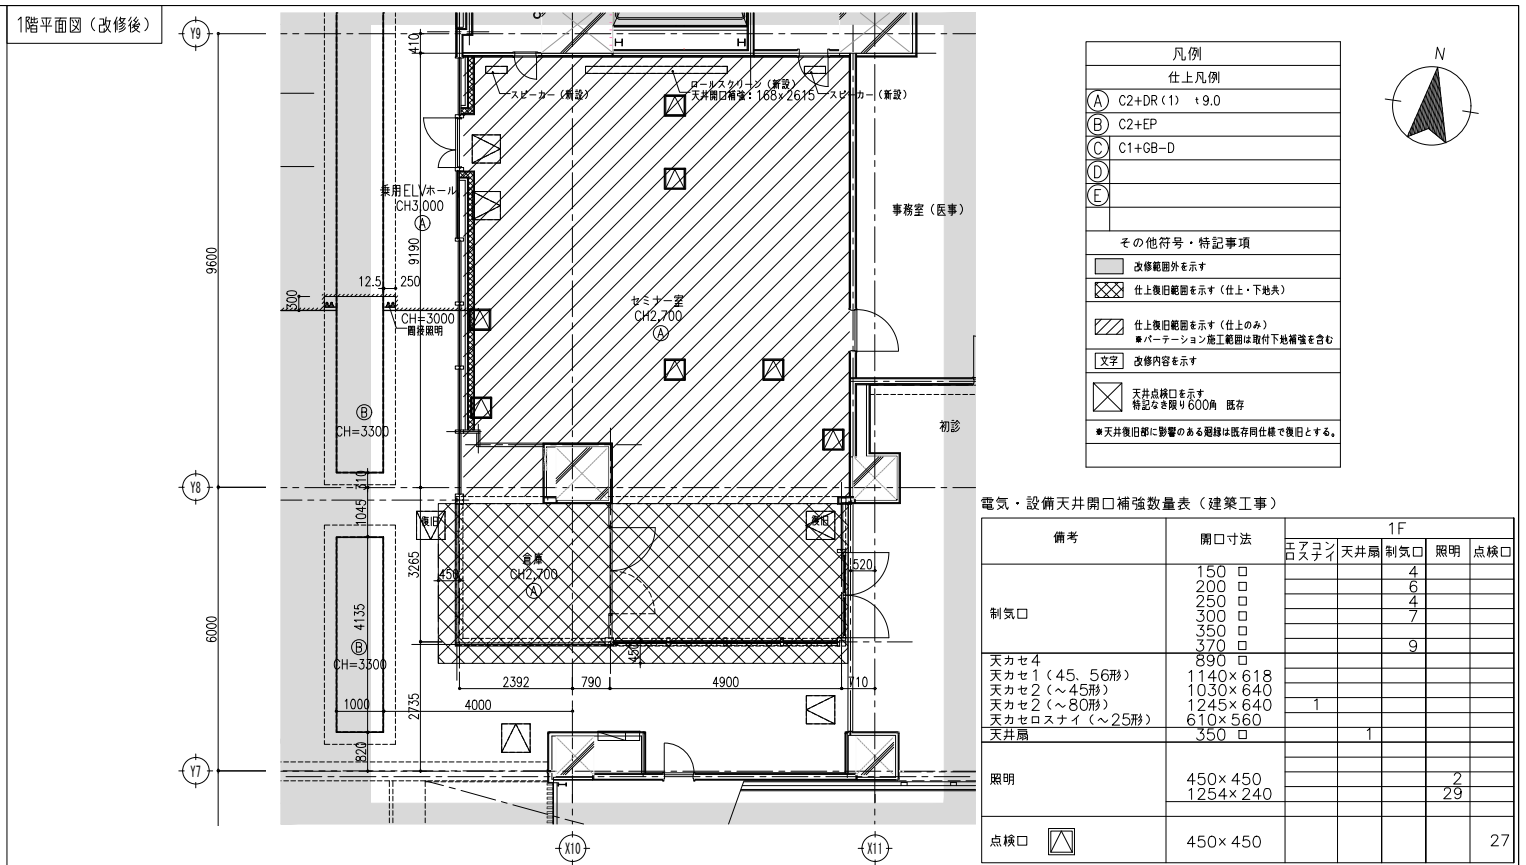 1階平面図（改修後）
Y9
410
スピーカー（新設）
ロールスクリーン（新設）
天井開口補強：168×2615
スピーカー（新設）
乗用ELVホール
CH3,000
A
9190
9600
事務室（医事）
12.5
250
300
CH=3000
間接照明
セミナー室
CH2,700
A
B
CH=3300
初診
Y8
310
1045
復旧
復旧
倉庫
CH2,700
A
450
3265
520
4135
6000
B
CH=3300
450
2392
790
4900
710
1000
4000
2735
820
Y7
X10
X11
凡例
仕上凡例
A C2+DR(1) t9.0
B C2+EP
C C1+GB-D
D
E
その他符号・特記事項
改修範囲外を示す
仕上復旧範囲を示す（仕上・下地共）
仕上復旧範囲を示す（仕上のみ）
※パーテーション施工範囲は取付下地補強を含む
文字 改修内容を示す
天井点検口を示す
特記なき限り600角 既存
※天井復旧部に影響のある廻縁は既存同仕様で復旧とする。
N
電気・設備天井開口補強数量表（建築工事）
備考 開口寸法 1F
エアコン
ロスナイ 天井扇 制気口 照明 点検口
150 □ 4
200 □ 6
250 □ 4
制気口 300 □ 7
350 □
370 □ 9
天カセ4 890 □
天カセ1（45、56形） 1140×618
天カセ2（～45形） 1030×640
天カセ2（～80形） 1245×640 1
天カセロスナイ（～25形） 610×560
天井扇 350 □ 1
照明 450×450 2
1254×240 29
点検口 450×450 27